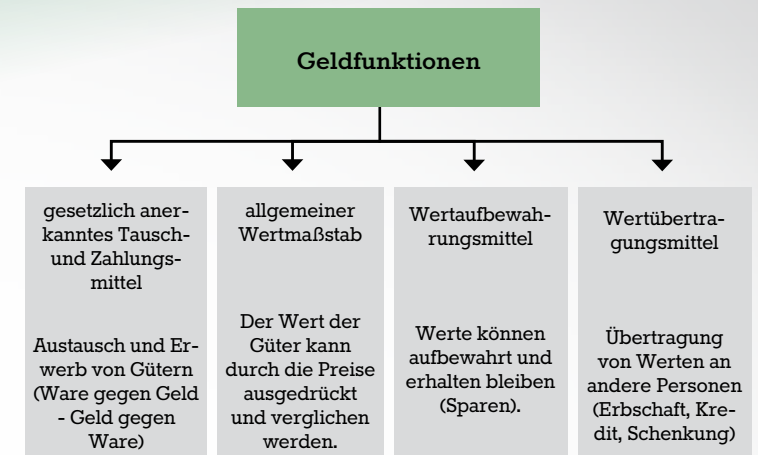 Geldfunktionen
gesetzlich aner-
kanntes Tausch-
und Zahlungs-
mittel
Austausch und Er-
werb von Gütern
(Ware gegen Geld
- Geld gegen
Ware)
allgemeiner
Wertmaßstab
Der Wert der
Güter kann
durch die Preise
ausgedrückt
und verglichen
werden.
Wertaufbewah-
rungsmittel
Werte können
aufbewahrt und
erhalten bleiben
(Sparen).
Wertübertra-
gungsmittel
Übertragung
von Werten an
andere Personen
(Erbschaft, Kre-
dit, Schenkung)